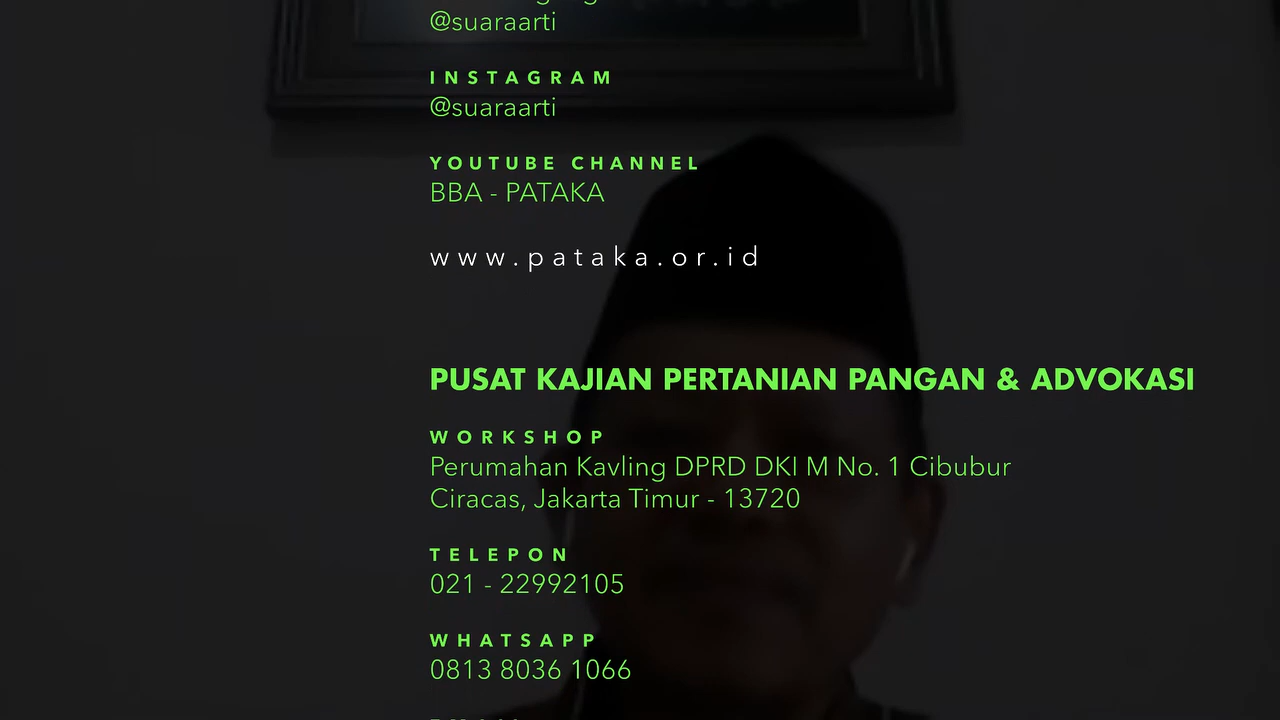 @suaraarti
INSTAGRAM
@suaraarti
YOUTUBE CHANNEL
BBA - PATAKA
www.pataka.or.id
PUSAT KAJIAN PERTANIAN PANGAN & ADVOKASI
WORKSHOP
Perumahan Kavling DPRD DKI M No. 1 Cibubur
Ciracas, Jakarta Timur - 13720
TELEPON
021 - 22992105
WHATSAPP
0813 8036 1066